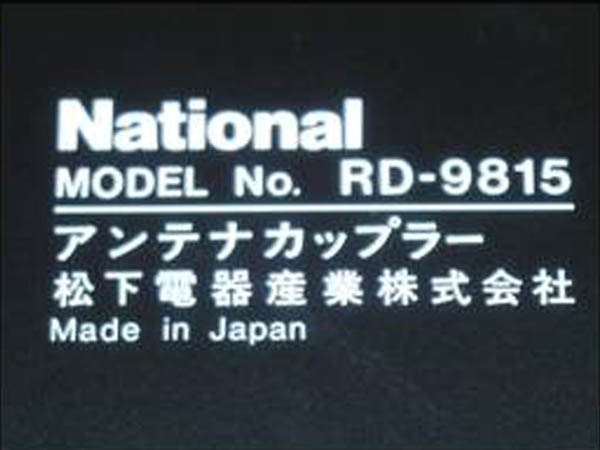 National
MODEL No. RD-9815
アンテナカップラー
松下電器産業株式会社
Made in Japan